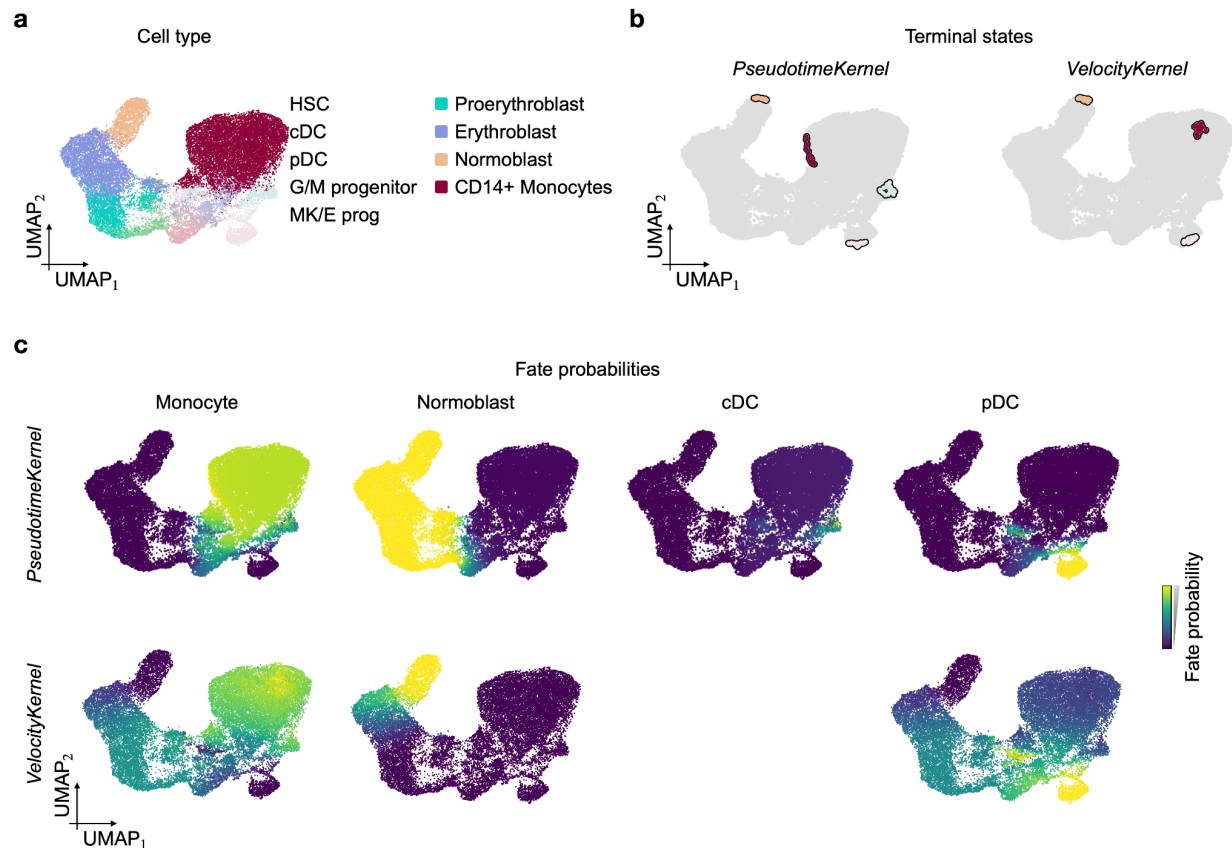 a
Cell type
HSC
cDC
pDC
G/M progenitor
MK/E prog
Proerythroblast
Erythroblast
Normoblast
CD14+ Monocytes
UMAP2
UMAP1
b
Terminal states
PseudotimeKernel
VelocityKernel
UMAP2
UMAP1
c
Fate probabilities
Monocyte
Normoblast
cDC
pDC
PseudotimeKernel
VelocityKernel
Fate probability
UMAP2
UMAP1